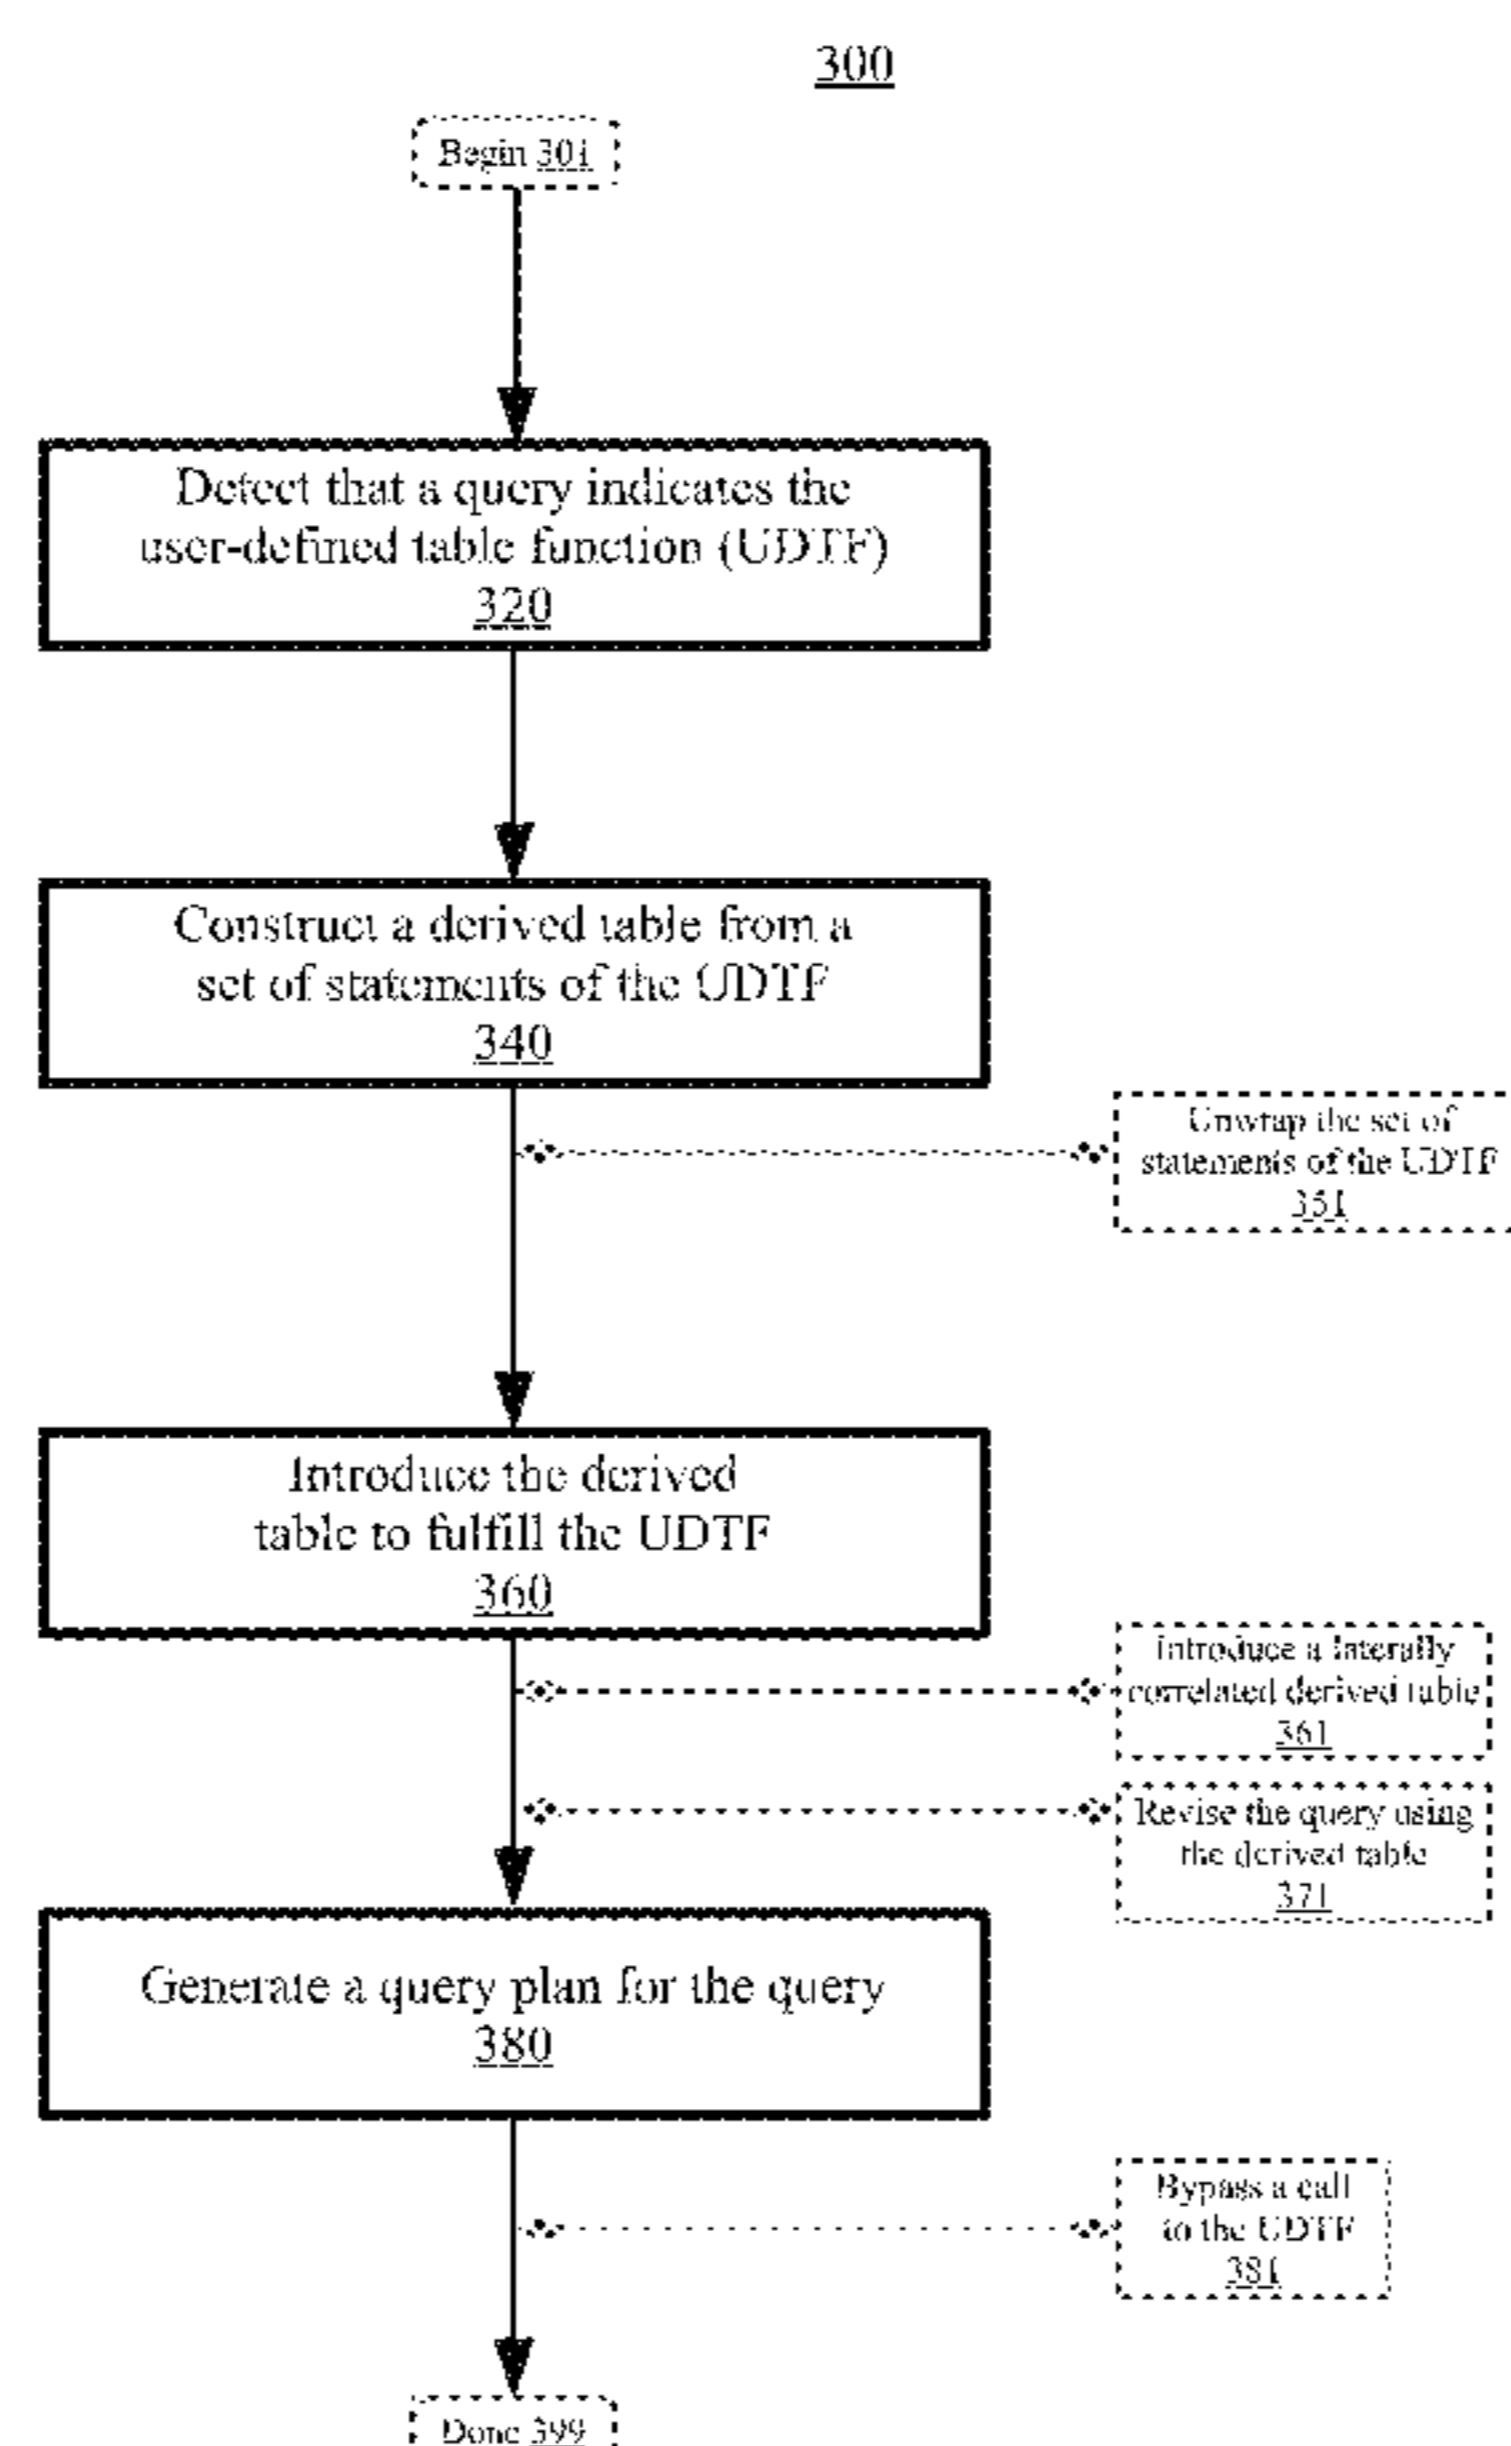 300
Begin 301
Detect that a query indicates the
user-defined table function (UDTF)
320
Construct a derived table from a
set of statements of the UDTF
340
Unwrap the set of
statements of the UDTF
351
Introduce the derived
table to fulfill the UDTF
360
Introduce a laterally
correlated derived table
361
Revise the query using
the derived table
371
Generate a query plan for the query
380
Bypass a call
to the UDTF
381
Done 399